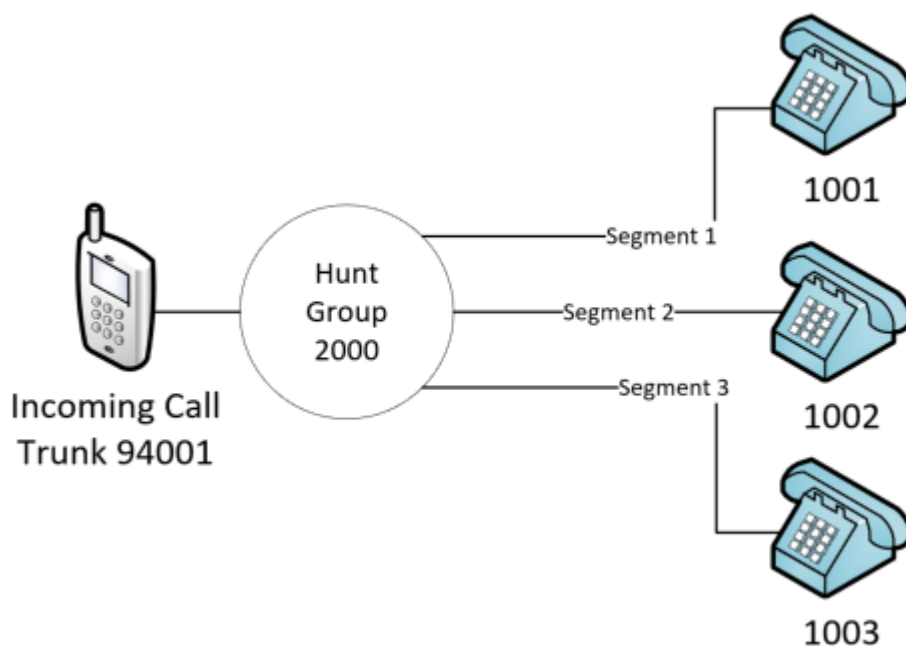 1001
Segment 1
Hunt
Group
2000
Segment 2
Segment 3
Incoming Call
Trunk 94001
1002
1003